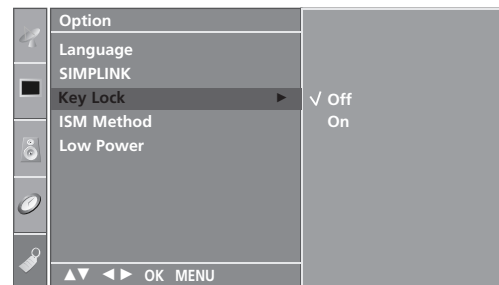 Option
Language
SIMPLINK
Key Lock ►
ISM Method
Low Power
√ Off
On
▲▼ ◄► OK MENU